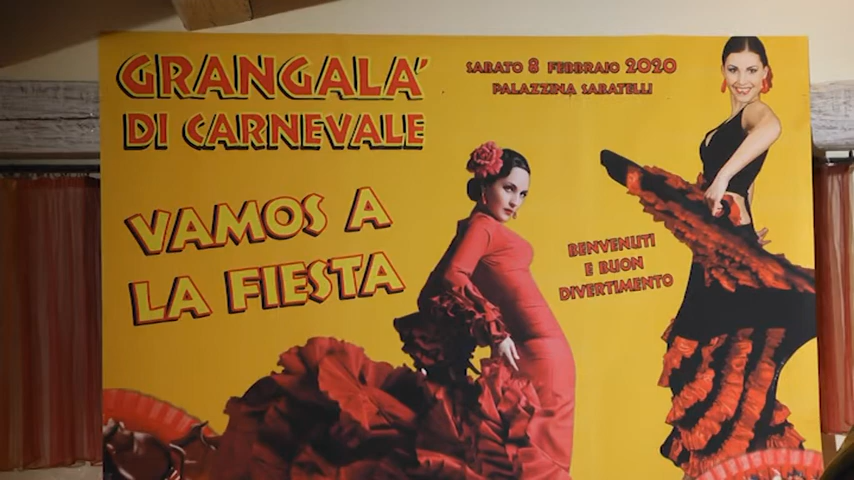 GRANGALA'
DI CARNEVALE
SABATO 8 FEBBRAIO 2020
PALAZZINA SABATELLI
VAMOS A
LA FIESTA
BENVENUTI
E BUON
DIVERTIMENTO